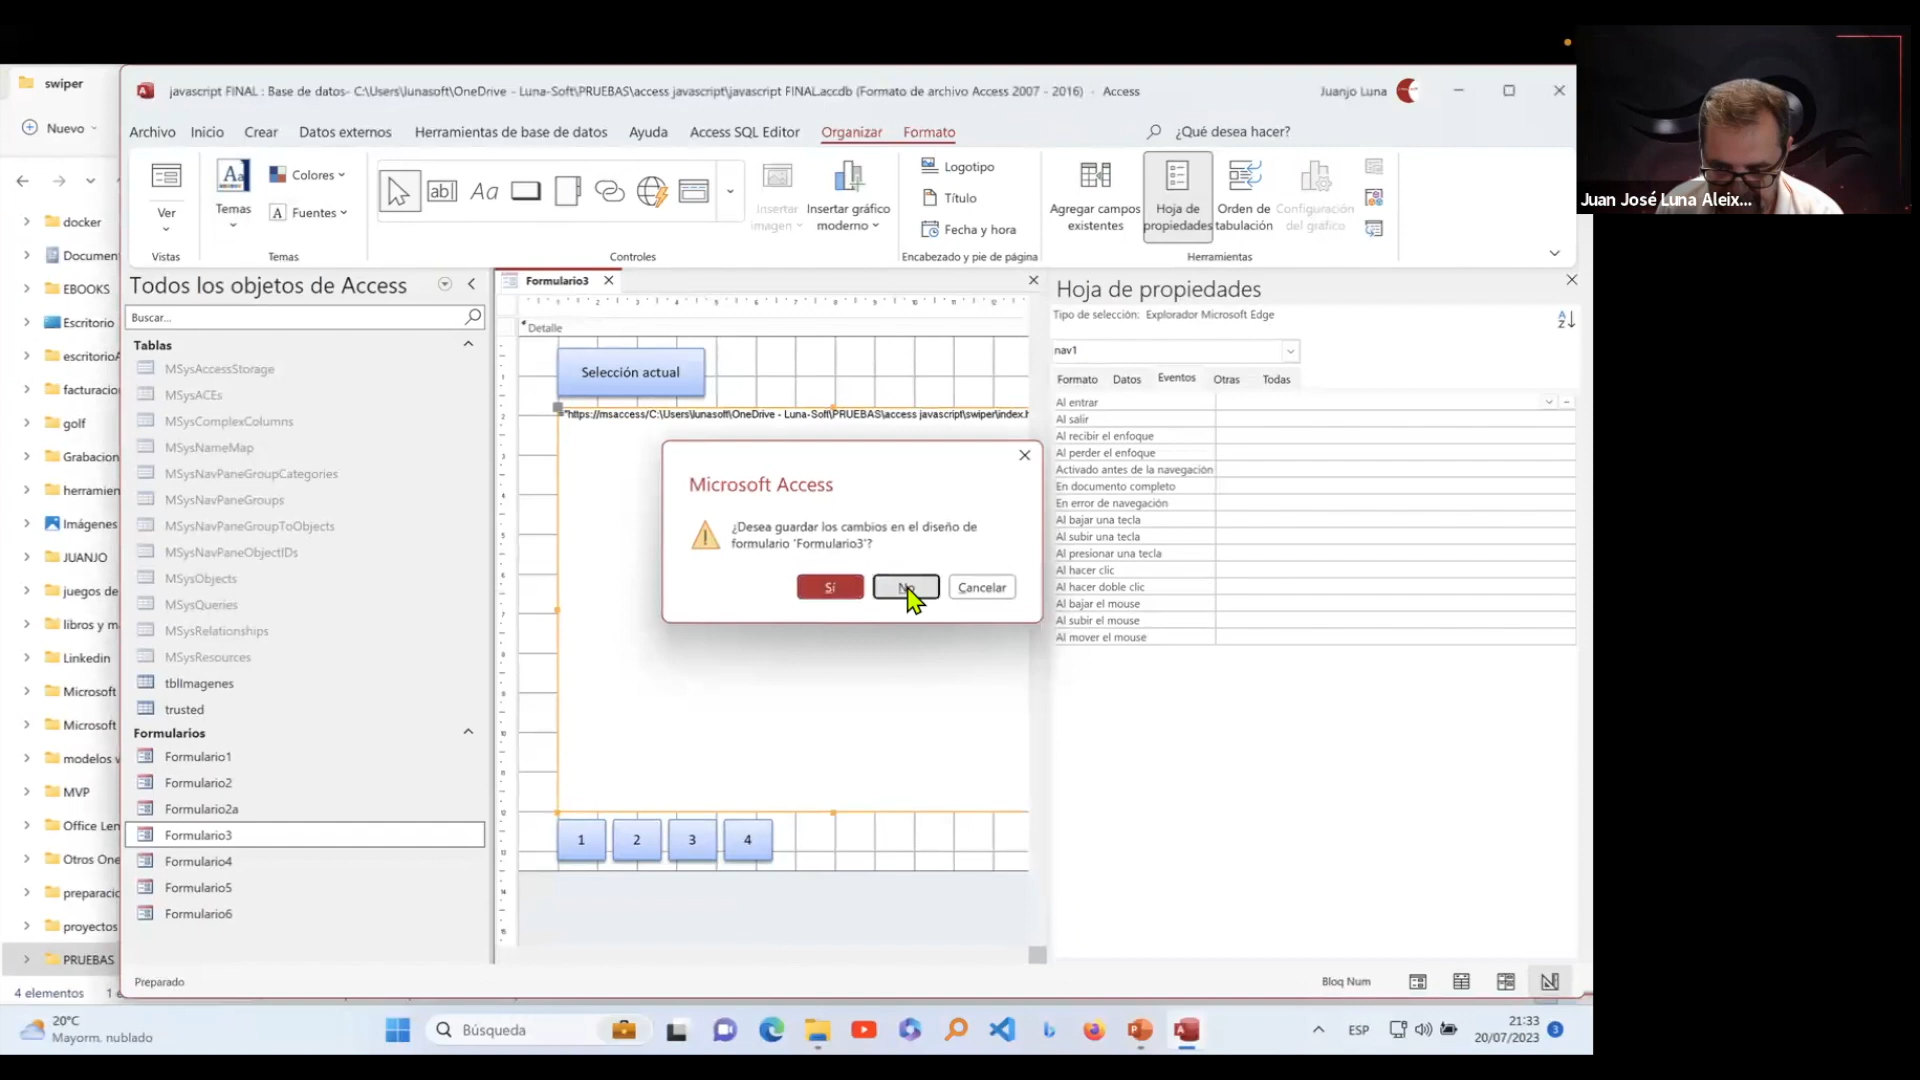 swiper
javascript FINAL : Base de datos- C:\Users\lunasoft\OneDrive - Luna-Soft\PRUEBAS\access javascript\javascript FINAL.accdb (Formato de archivo Access 2007 - 2016) - Access
Juanjo Luna
Nuevo
Archivo Inicio Crear Datos externos Herramientas de base de datos Ayuda Access SQL Editor Organizar Formato
¿Qué desea hacer?
Ver
Vistas
Temas
Colores
Fuentes
Temas
Aa
Controles
Insertar imagen
Insertar gráfico moderno
Logotipo
Título
Fecha y hora
Encabezado y pie de página
Agregar campos existentes
Hoja de propiedades
Orden de tabulación
Configuración del gráfico
Herramientas
Juan José Luna Aleix...
docker
Documen
EBOOKS
Escritorio
escritorioA
facturacio
golf
Grabacion
herramien
Imágenes
JUANJO
juegos de
libros y m
Linkedin
Microsoft
Microsoft
modelos v
MVP
Office Len
Otros One
preparacio
proyectos
PRUEBAS
4 elementos
Todos los objetos de Access
Buscar...
Tablas
MSysAccessStorage
MSysACEs
MSysComplexColumns
MSysNameMap
MSysNavPaneGroupCategories
MSysNavPaneGroups
MSysNavPaneGroupToObjects
MSysNavPaneObjectIDs
MSysObjects
MSysQueries
MSysRelationships
MSysResources
tblImagenes
trusted
Formularios
Formulario1
Formulario2
Formulario2a
Formulario3
Formulario4
Formulario5
Formulario6
Preparado
Formulario3
Detalle
Selección actual
="https://msaccess/C:\Users\lunasoft\OneDrive - Luna-Soft\PRUEBAS\access javascript\swiper\index.h
1 2 3 4
Microsoft Access
¿Desea guardar los cambios en el diseño de
formulario 'Formulario3'?
Sí
No
Cancelar
Hoja de propiedades
Tipo de selección: Explorador Microsoft Edge
nav1
Formato Datos Eventos Otras Todas
Al entrar
Al salir
Al recibir el enfoque
Al perder el enfoque
Activado antes de la navegación
En documento completo
En error de navegación
Al bajar una tecla
Al subir una tecla
Al presionar una tecla
Al hacer clic
Al hacer doble clic
Al bajar el mouse
Al subir el mouse
Al mover el mouse
Bloq Num
20°C
Mayorm. nublado
Búsqueda
ESP
21:33
20/07/2023
3